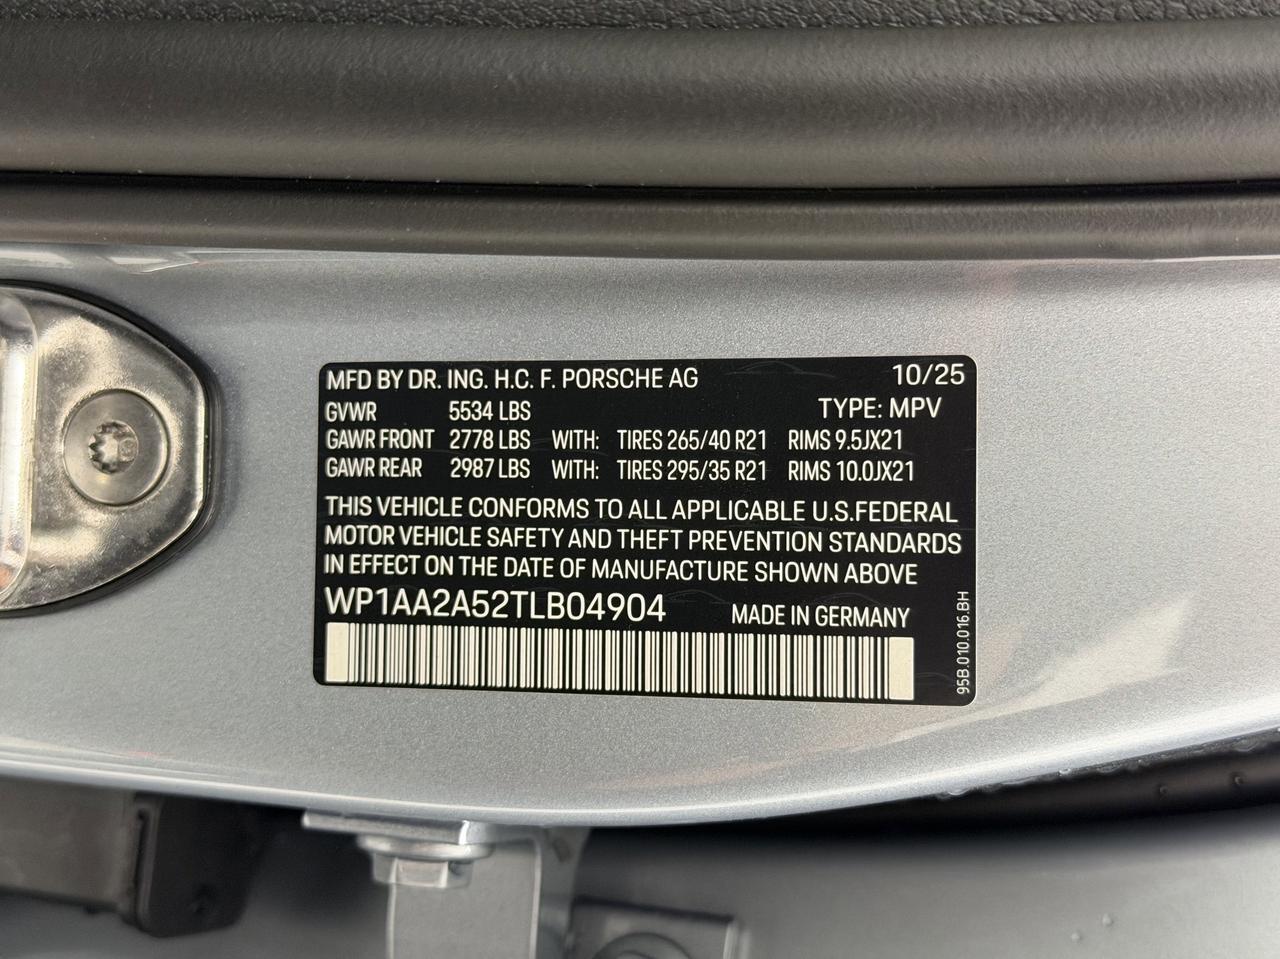 MFD BY DR. ING. H.C. F. PORSCHE AG 10/25
GVWR 5534 LBS TYPE: MPV
GAWR FRONT 2778 LBS WITH: TIRES 265/40 R21 RIMS 9.5JX21
GAWR REAR 2987 LBS WITH: TIRES 295/35 R21 RIMS 10.0JX21
THIS VEHICLE CONFORMS TO ALL APPLICABLE U.S.FEDERAL
MOTOR VEHICLE SAFETY AND THEFT PREVENTION STANDARDS
IN EFFECT ON THE DATE OF MANUFACTURE SHOWN ABOVE
WP1AA2A52TLB04904 MADE IN GERMANY
95B.010.016.BH